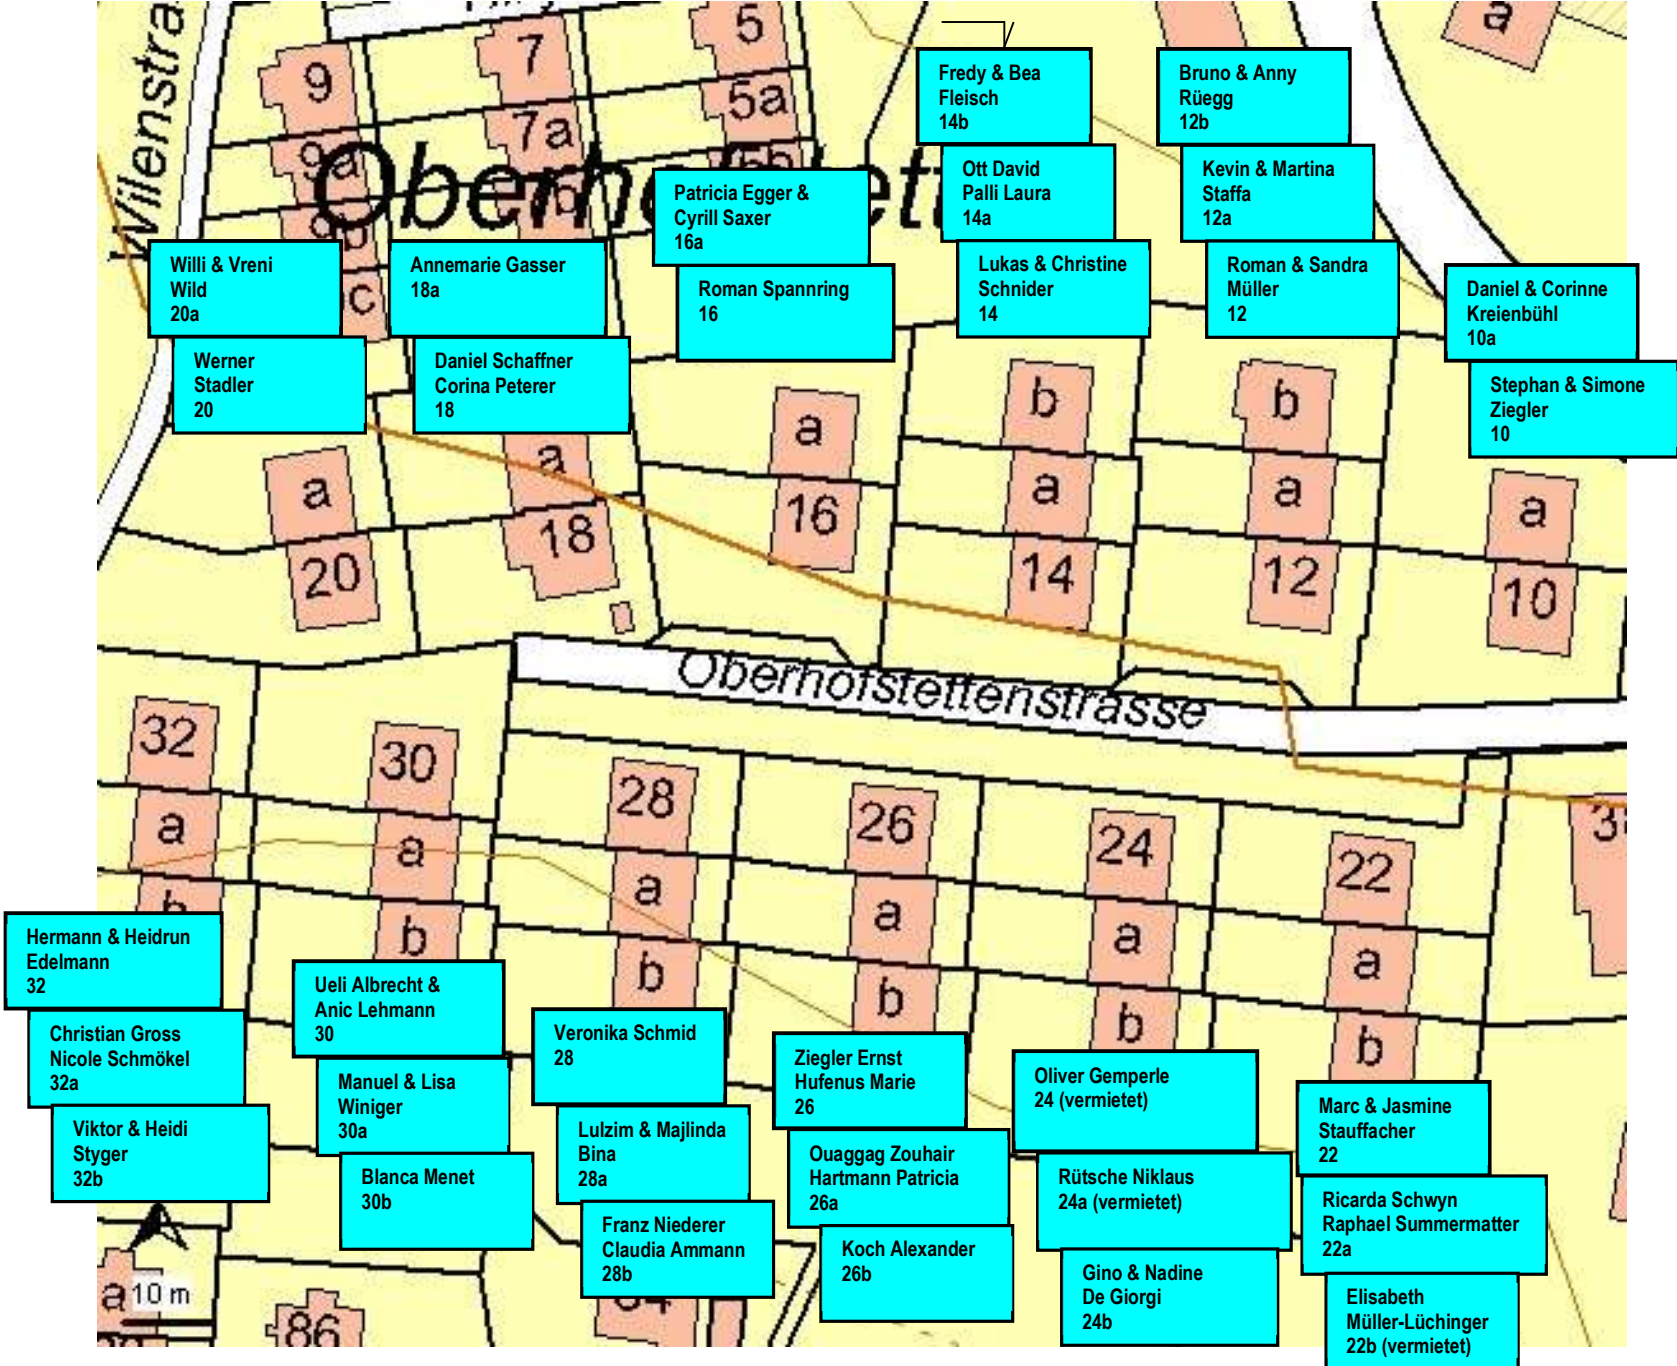 Willenstra
9
9a
9b
c
7
7a
b
5
5a
5b
a
Fredy & Bea
Fleisch
14b
Bruno & Anny
Rüegg
12b
Ott David
Palli Laura
14a
Kevin & Martina
Staffa
12a
Patricia Egger &
Cyrill Saxer
16a
Willi & Vreni
Wild
20a
Annemarie Gasser
18a
Roman Spannring
16
Lukas & Christine
Schnider
14
Roman & Sandra
Müller
12
Daniel & Corinne
Kreienbühl
10a
Werner
Stadler
20
Daniel Schaffner
Corina Peterer
18
Stephan & Simone
Ziegler
10
a
20
a
18
a
16
b
a
14
b
a
12
a
10
Oberhofstettenstrasse
32
a
b
30
a
b
28
a
b
26
a
b
24
a
b
22
a
b
Hermann & Heidrun
Edelmann
32
Christian Gross
Nicole Schmökel
32a
Viktor & Heidi
Styger
32b
Ueli Albrecht &
Anic Lehmann
30
Manuel & Lisa
Winiger
30a
Blanca Menet
30b
Veronika Schmid
28
Lulzim & Majlinda
Bina
28a
Franz Niederer
Claudia Ammann
28b
Ziegler Ernst
Hufenus Marie
26
Ouaggag Zouhair
Hartmann Patricia
26a
Koch Alexander
26b
Oliver Gemperle
24 (vermietet)
Rütsche Niklaus
24a (vermietet)
Gino & Nadine
De Giorgi
24b
Marc & Jasmine
Stauffacher
22
Ricarda Schwyn
Raphael Summermatter
22a
Elisabeth
Müller-Lüchinger
22b (vermietet)
a
10 m
86